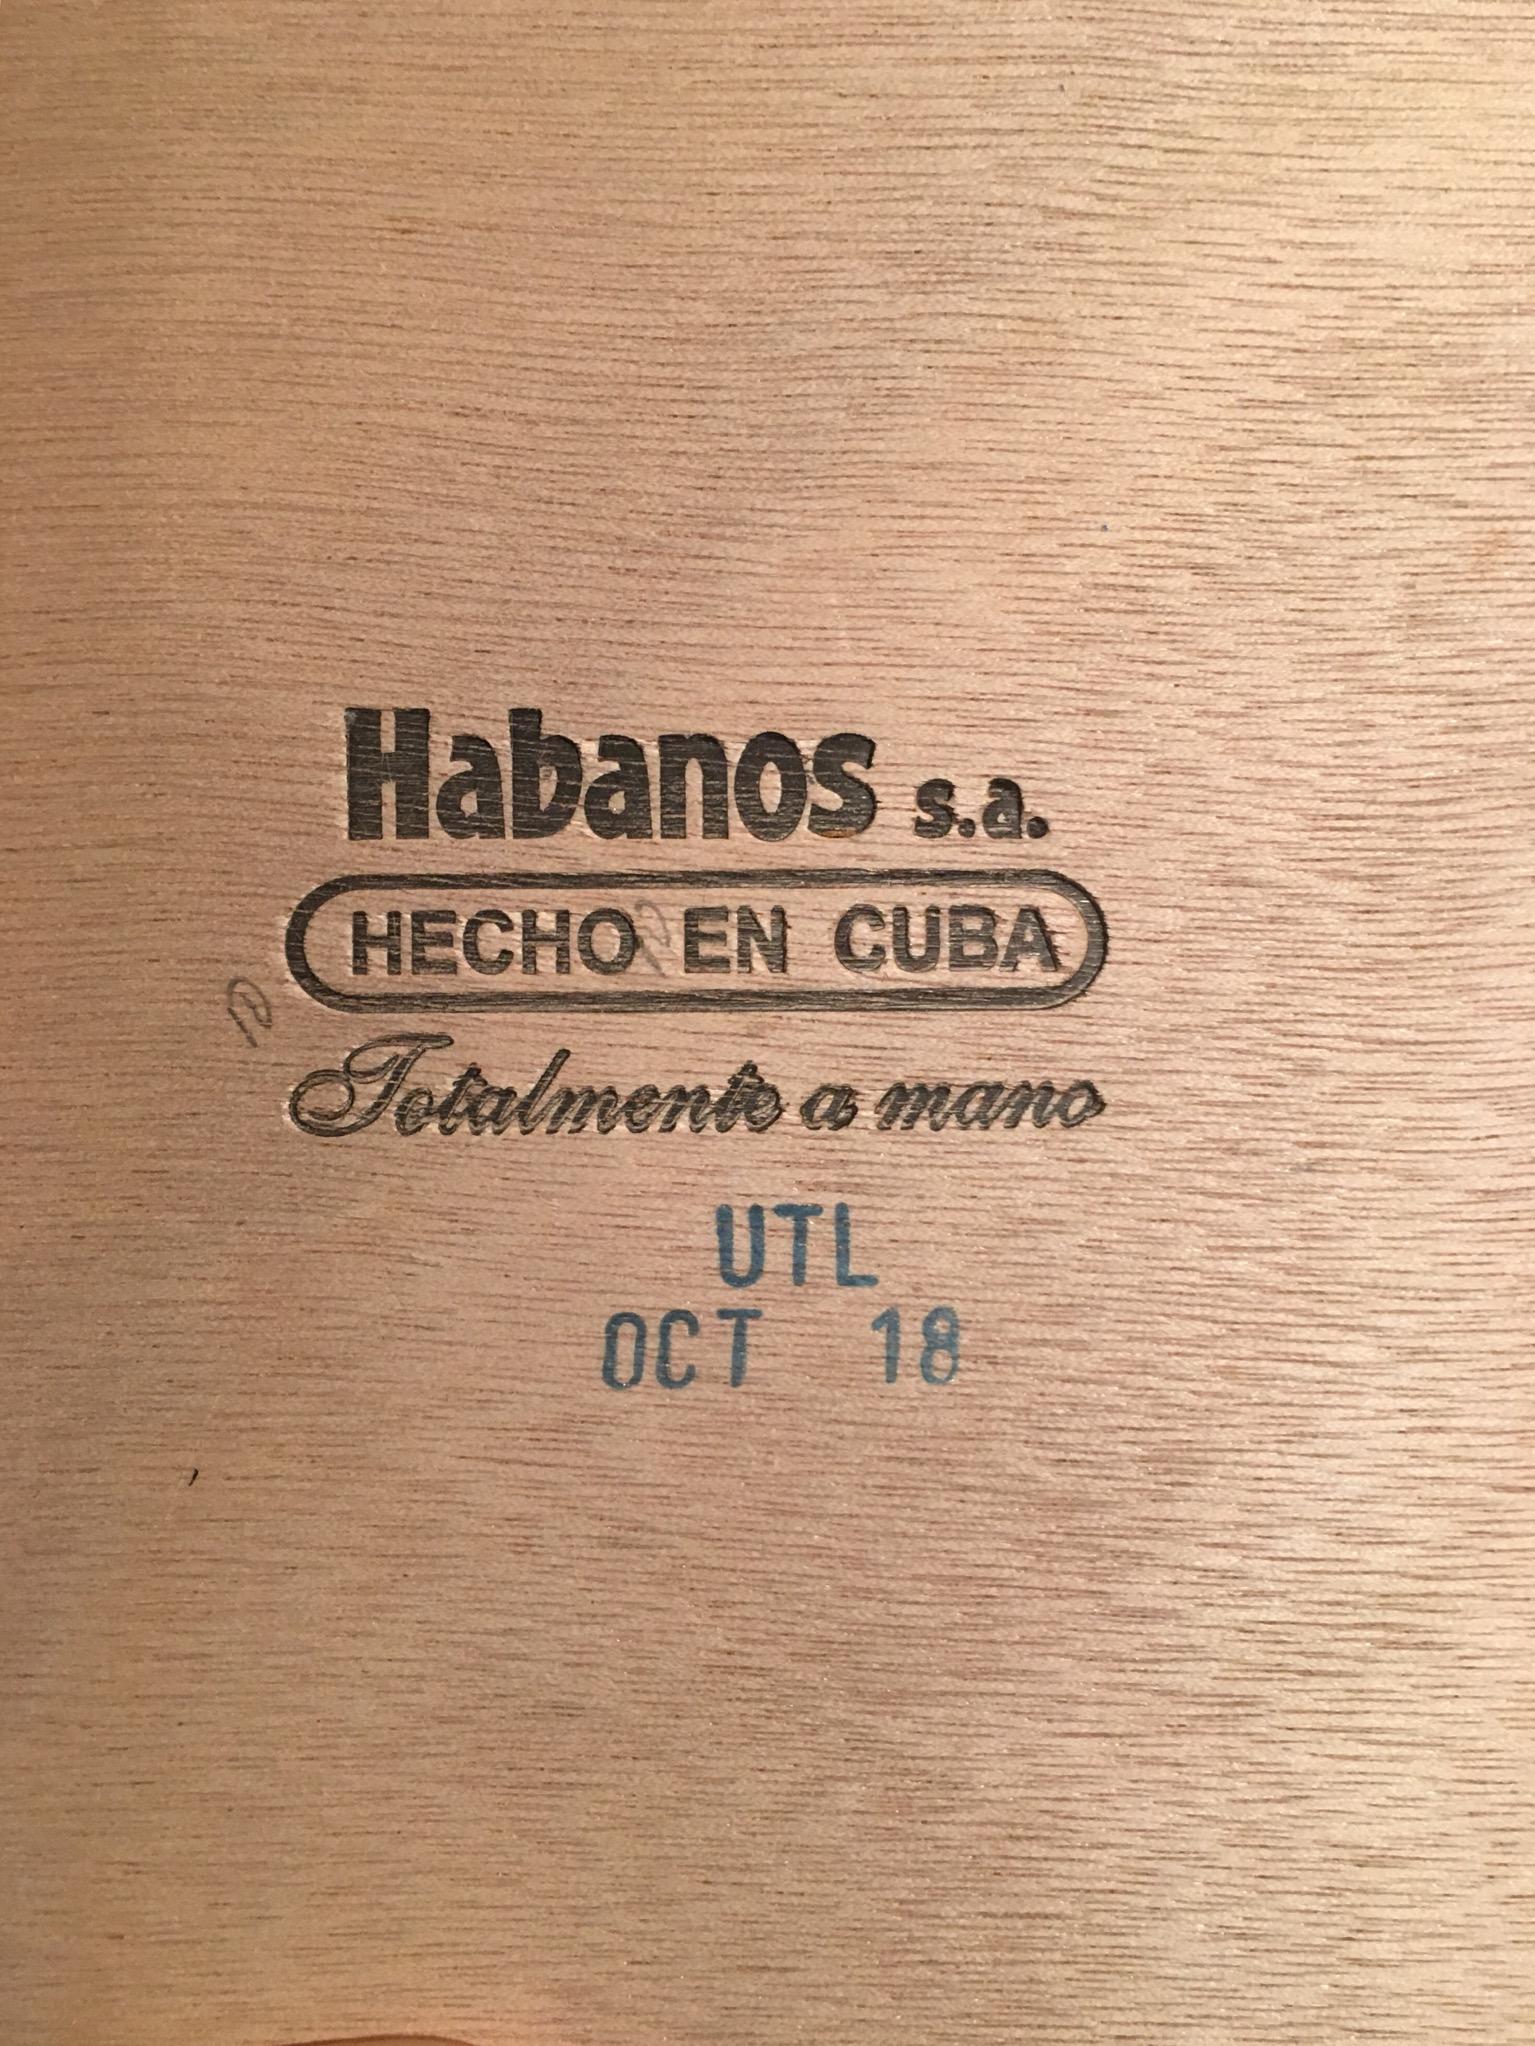 Habanos s.a.
HECHO EN CUBA
Totalmente a mano
UTL
OCT 18